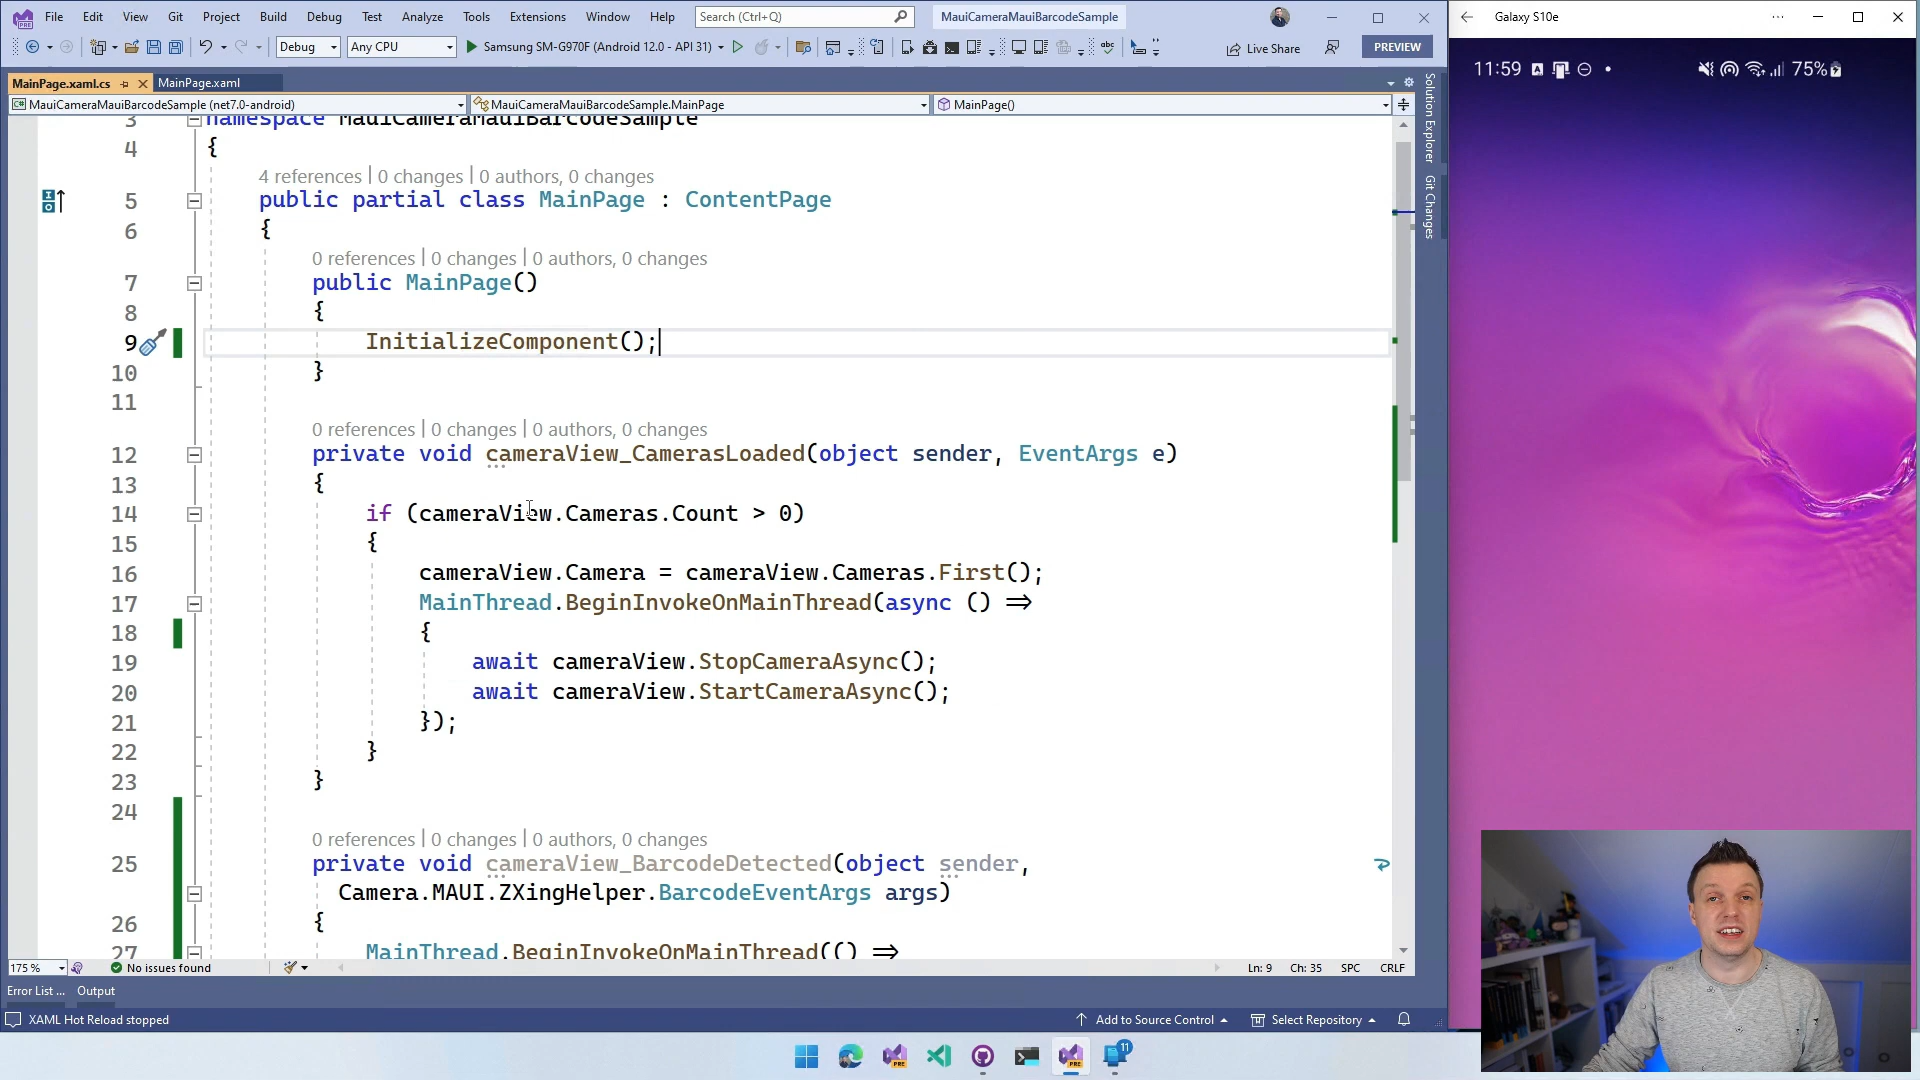 File Edit View Git Project Build Debug Test Analyze Tools Extensions Window Help Search (Ctrl+Q) MauiCameraMauiBarcodeSample
Debug Any CPU Samsung SM-G970F (Android 12.0 - API 31) Live Share PREVIEW
MainPage.xaml.cs MainPage.xaml
MauiCameraMauiBarcodeSample (net7.0-android) MauiCameraMauiBarcodeSample.MainPage MainPage()
3 namespace MauiCameraMauiBarcodeSample
4 {
4 references | 0 changes | 0 authors, 0 changes
5 public partial class MainPage : ContentPage
6 {
0 references | 0 changes | 0 authors, 0 changes
7 public MainPage()
8 {
9 InitializeComponent();
10 }
11
0 references | 0 changes | 0 authors, 0 changes
12 private void cameraView_CamerasLoaded(object sender, EventArgs e)
13 {
14 if (cameraView.Cameras.Count > 0)
15 {
16 cameraView.Camera = cameraView.Cameras.First();
17 MainThread.BeginInvokeOnMainThread(async () =>
18 {
19 await cameraView.StopCameraAsync();
20 await cameraView.StartCameraAsync();
21 });
22 }
23 }
24
0 references | 0 changes | 0 authors, 0 changes
25 private void cameraView_BarcodeDetected(object sender,
Camera.MAUI.ZXingHelper.BarcodeEventArgs args)
26 {
27 MainThread.BeginInvokeOnMainThread(() =>
175 % No issues found Ln: 9 Ch: 35 SPC CRLF
Error List ... Output
XAML Hot Reload stopped Add to Source Control Select Repository
Solution Explorer
Git Changes
Galaxy S10e
11:59 75%
11